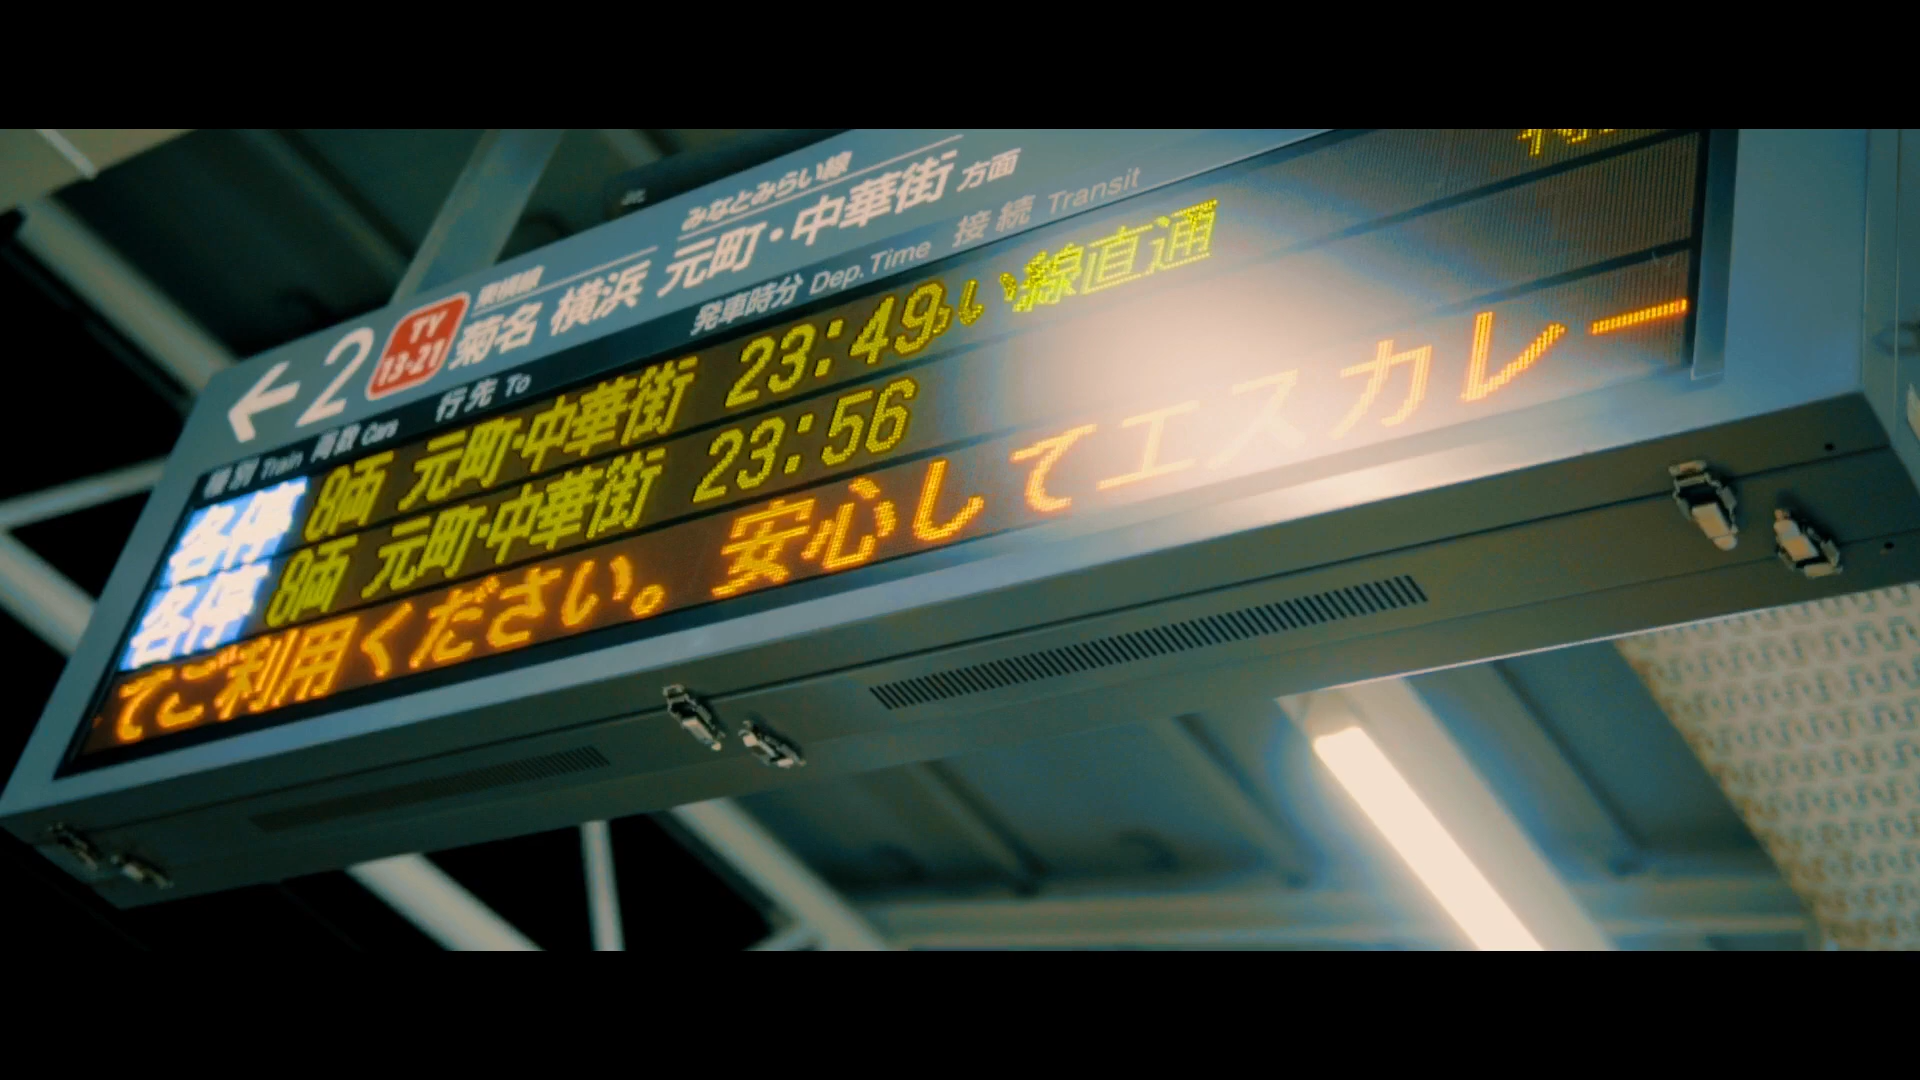 みなとみらい線
東横線
← 2 TY 13-21 菊名 横浜 元町・中華街 方面
種別 Train 両数 Cars 行先 To 発車時分 Dep.Time 接続 Transit
各停 8両 元町・中華街 23:49 らい線直通
各停 8両 元町・中華街 23:56
てご利用ください。安心してエスカレー